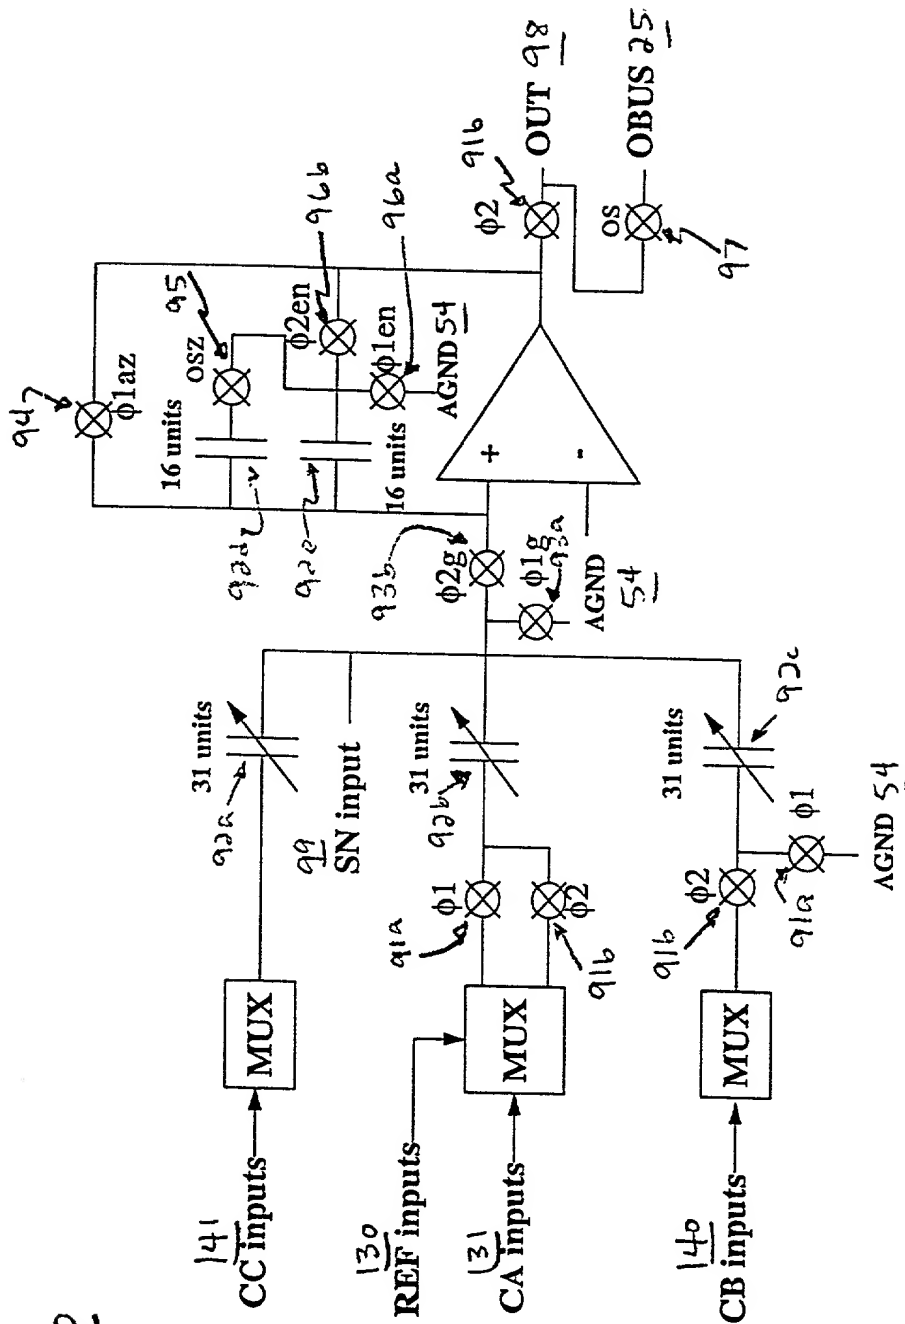 94
ϕ1az
95
osz
16 units
92d
92e
16 units
ϕ2en
96b
ϕ1en
96a
AGND 54
ϕ2
91b
OUT 98
OBUS 25
os
97
+
-
93b
ϕ2g
ϕ1g
93a
AGND
54
31 units
92a
99
SN input
31 units
92b
31 units
92c
ϕ1
91a
ϕ2
91b
ϕ2
91b
ϕ1
91a
AGND 54
MUX
MUX
MUX
141
CC inputs
130
REF inputs
131
CA inputs
140
CB inputs